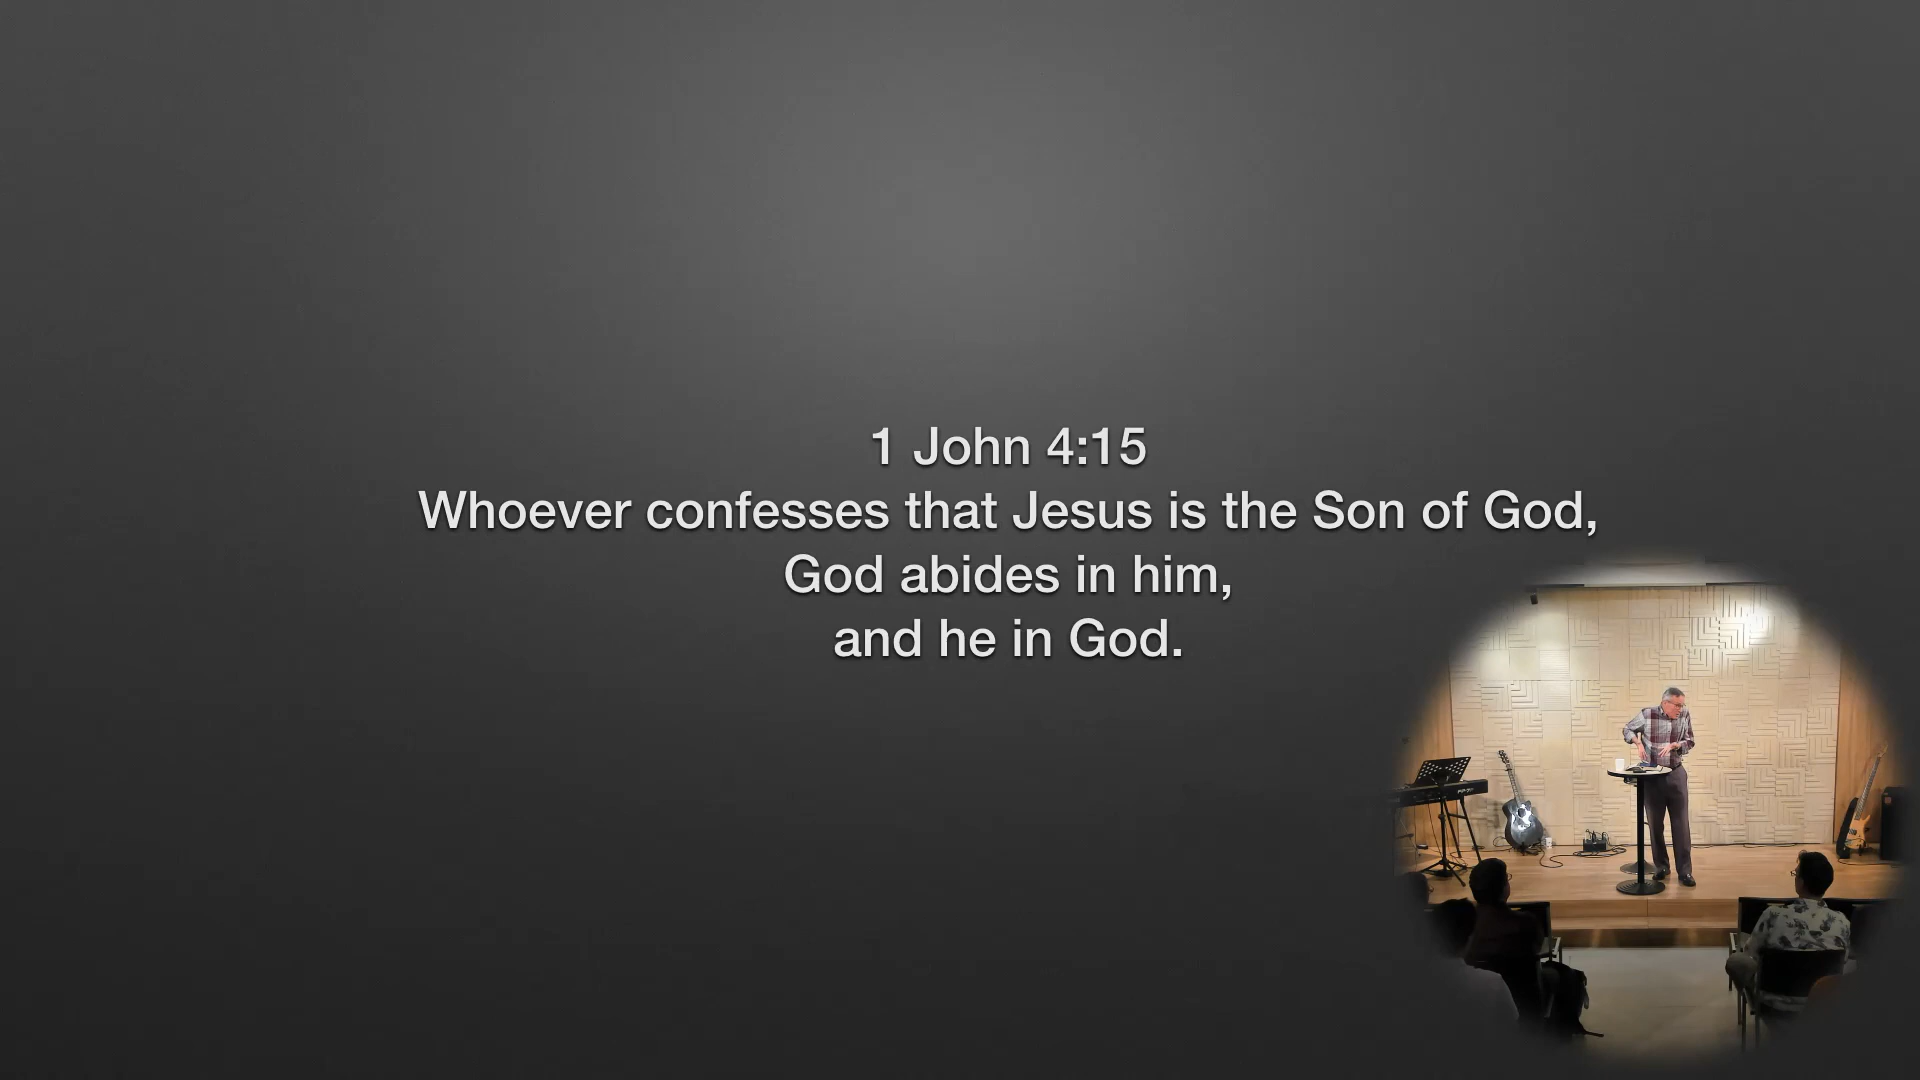 1 John 4:15
Whoever confesses that Jesus is the Son of God,
God abides in him,
and he in God.